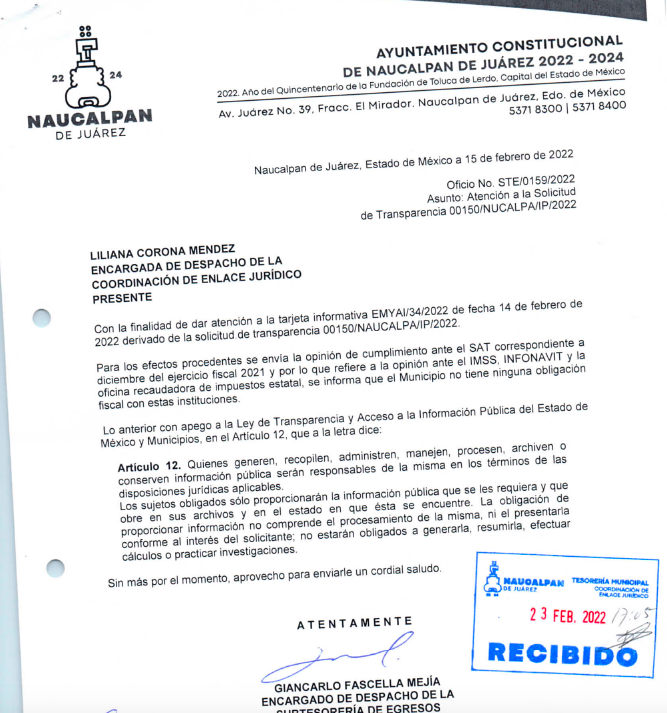 22 24
NAUCALPAN
DE JUÁREZ
AYUNTAMIENTO CONSTITUCIONAL
DE NAUCALPAN DE JUÁREZ 2022 - 2024
2022. Año del Quincentenario de la Fundación de Toluca de Lerdo, Capital del Estado de México
Av. Juárez No. 39, Fracc. El Mirador. Naucalpan de Juárez, Edo. de México
5371 8300 | 5371 8400
Naucalpan de Juárez, Estado de México a 15 de febrero de 2022
Oficio No. STE/0159/2022
Asunto: Atención a la Solicitud
de Transparencia 00150/NUCALPA/IP/2022
LILIANA CORONA MENDEZ
ENCARGADA DE DESPACHO DE LA
COORDINACIÓN DE ENLACE JURÍDICO
PRESENTE
Con la finalidad de dar atención a la tarjeta informativa EMYAI/34/2022 de fecha 14 de febrero de
2022 derivado de la solicitud de transparencia 00150/NAUCALPA/IP/2022.
Para los efectos procedentes se envía la opinión de cumplimiento ante el SAT correspondiente a
diciembre del ejercicio fiscal 2021 y por lo que refiere a la opinión ante el IMSS, INFONAVIT y la
oficina recaudadora de impuestos estatal, se informa que el Municipio no tiene ninguna obligación
fiscal con estas instituciones.
Lo anterior con apego a la Ley de Transparencia y Acceso a la Información Pública del Estado de
México y Municipios, en el Articulo 12, que a la letra dice:
Artículo 12. Quienes generen, recopilen, administren, manejen, procesen, archiven o
conserven información pública serán responsables de la misma en los términos de las
disposiciones jurídicas aplicables.
Los sujetos obligados sólo proporcionarán la información pública que se les requiera y que
obre en sus archivos y en el estado en que ésta se encuentre. La obligación de
proporcionar información no comprende el procesamiento de la misma, ni el presentarla
conforme al interés del solicitante; no estarán obligados a generarla, resumirla, efectuar
cálculos o practicar investigaciones.
Sin más por el momento, aprovecho para enviarle un cordial saludo.
NAUCALPAN
DE JUÁREZ
TESORERÍA MUNICIPAL
COORDINACIÓN DE
ENLACE JURÍDICO
23 FEB. 2022 17:05
RECIBIDO
ATENTAMENTE
GIANCARLO FASCELLA MEJÍA
ENCARGADO DE DESPACHO DE LA
SUBTESORERÍA DE EGRESOS